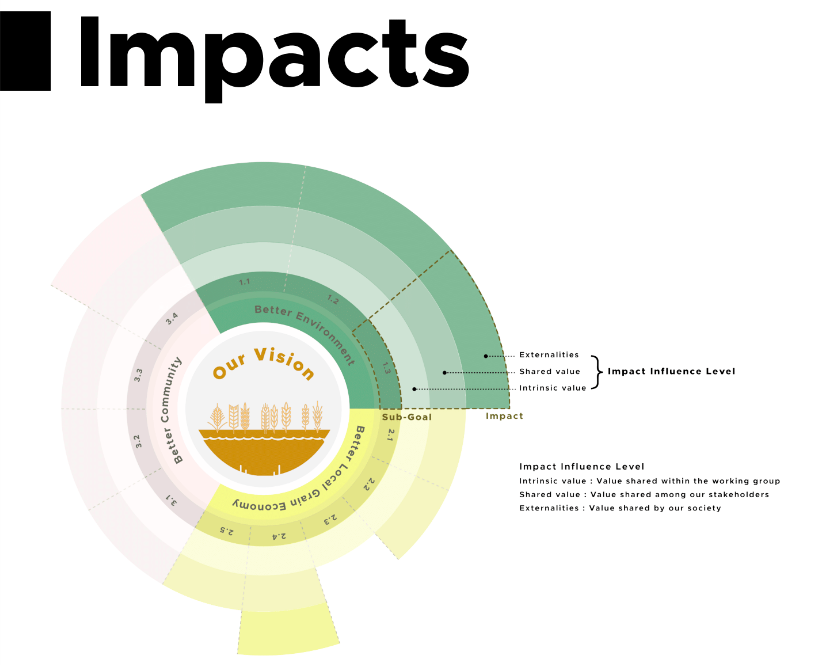 Impacts
1.1
1.2
1.3
Better Environment
Our Vision
3.4
3.3
3.2
3.1
Better Community
2.1
2.2
2.3
2.4
2.5
Better Local Grain Economy
Externalities
Shared value
Intrinsic value
Impact Influence Level
Sub-Goal
Impact
Impact Influence Level
Intrinsic value : Value shared within the working group
Shared value : Value shared among our stakeholders
Externalities : Value shared by our society